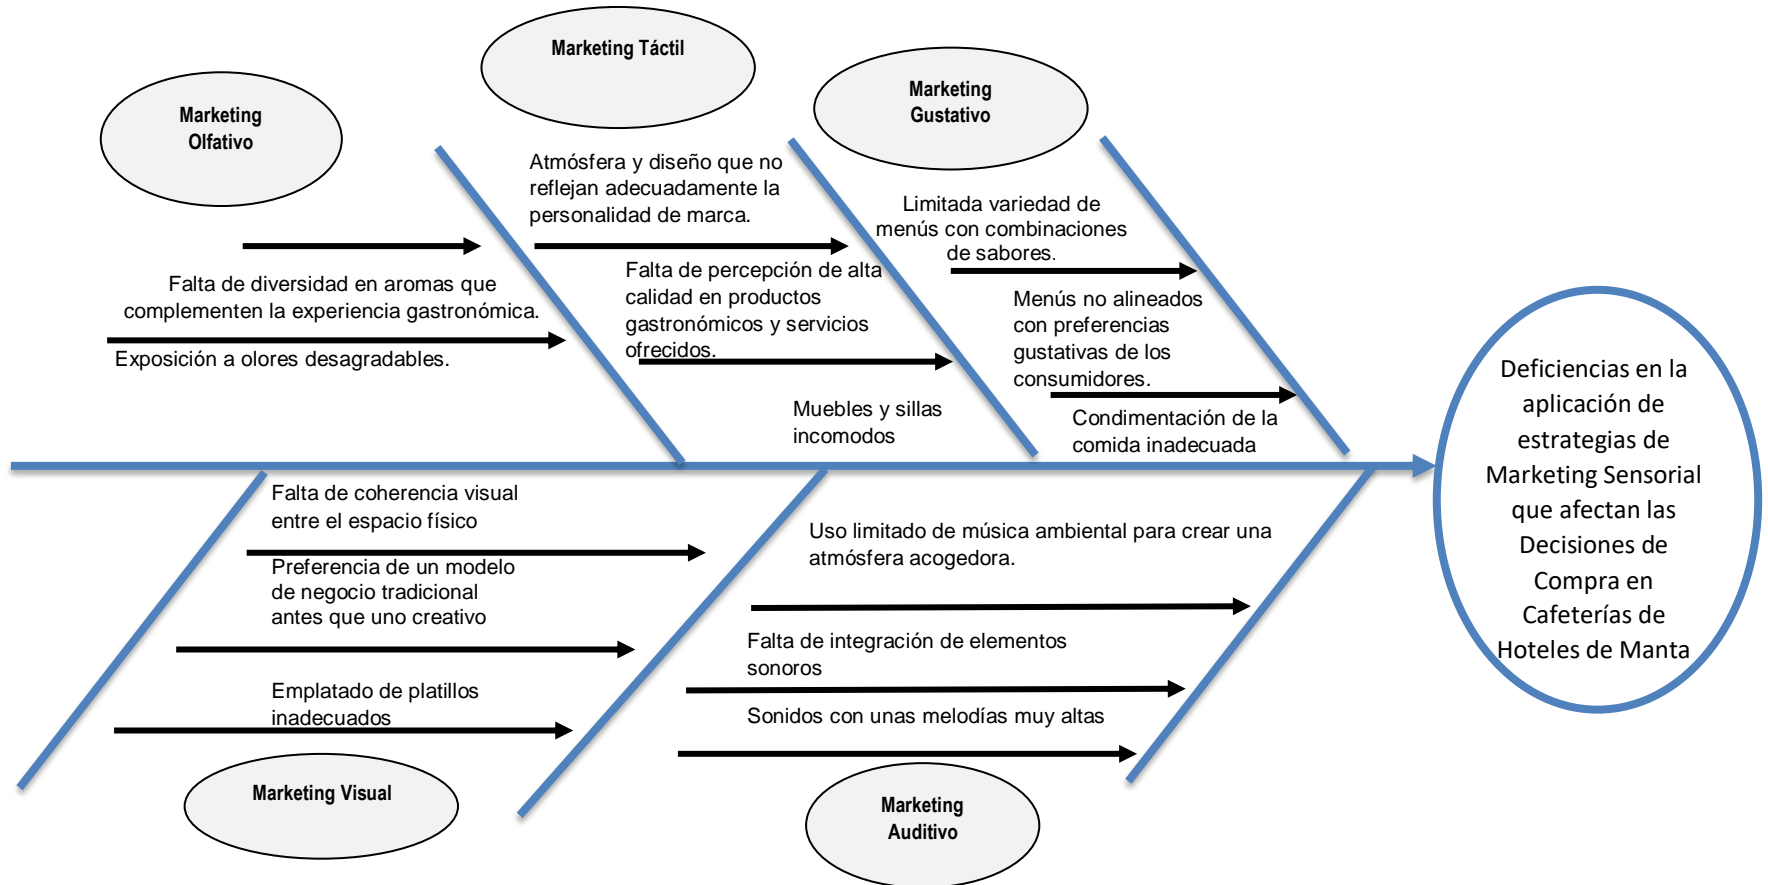 Marketing Táctil
Marketing
Olfativo
Marketing
Gustativo
Atmósfera y diseño que no
reflejan adecuadamente la
personalidad de marca.
Limitada variedad de
menús con combinaciones
de sabores.
Falta de diversidad en aromas que
complementen la experiencia gastronómica.
Exposición a olores desagradables.
Falta de percepción de alta
calidad en productos
gastronómicos y servicios
ofrecidos.
Menús no alineados
con preferencias
gustativas de los
consumidores.
Muebles y sillas
incomodos
Condimentación de la
comida inadecuada
Deficiencias en la
aplicación de
estrategias de
Marketing Sensorial
que afectan las
Decisiones de
Compra en
Cafeterías de
Hoteles de Manta
Falta de coherencia visual
entre el espacio físico
Preferencia de un modelo
de negocio tradicional
antes que uno creativo
Emplatado de platillos
inadecuados
Marketing Visual
Uso limitado de música ambiental para crear una
atmósfera acogedora.
Falta de integración de elementos
sonoros
Sonidos con unas melodías muy altas
Marketing
Auditivo